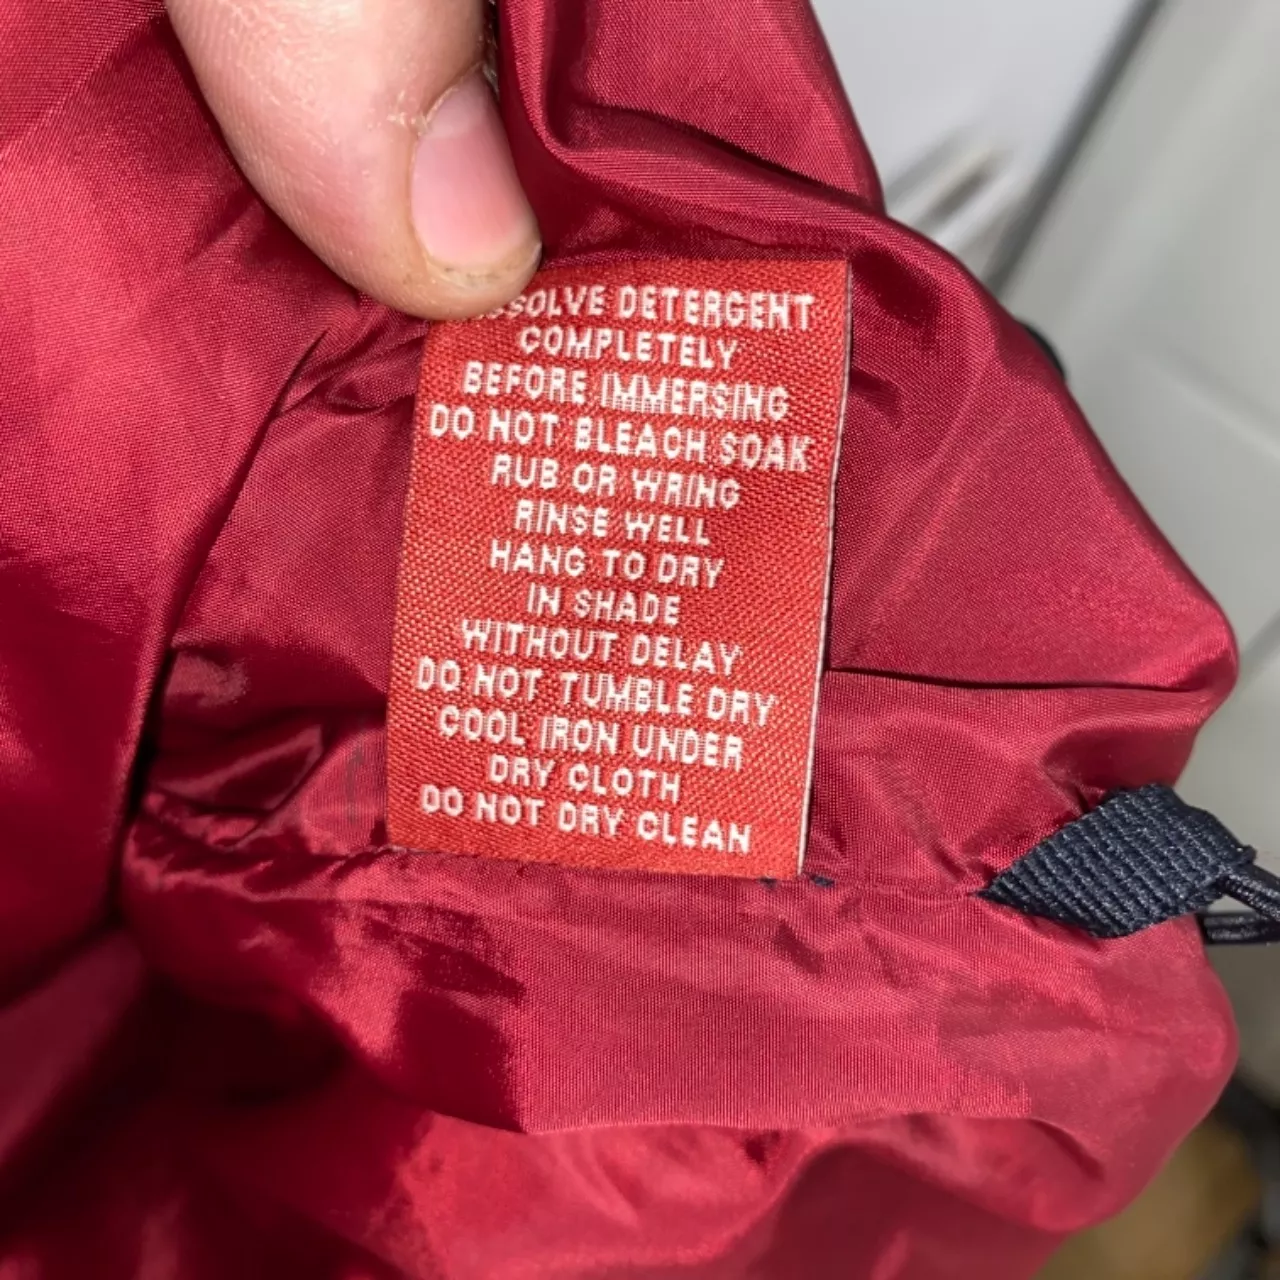 DETERGENT
COMPLETELY
BEFORE IMMERSING
DO NOT BLEACH SOAK
RUB OR WRING
RINSE WELL
HANG TO DRY
IN SHADE
WITHOUT DELAY
DO NOT TUMBLE DRY
COOL IRON UNDER
DRY CLOTH
DO NOT DRY CLEAN